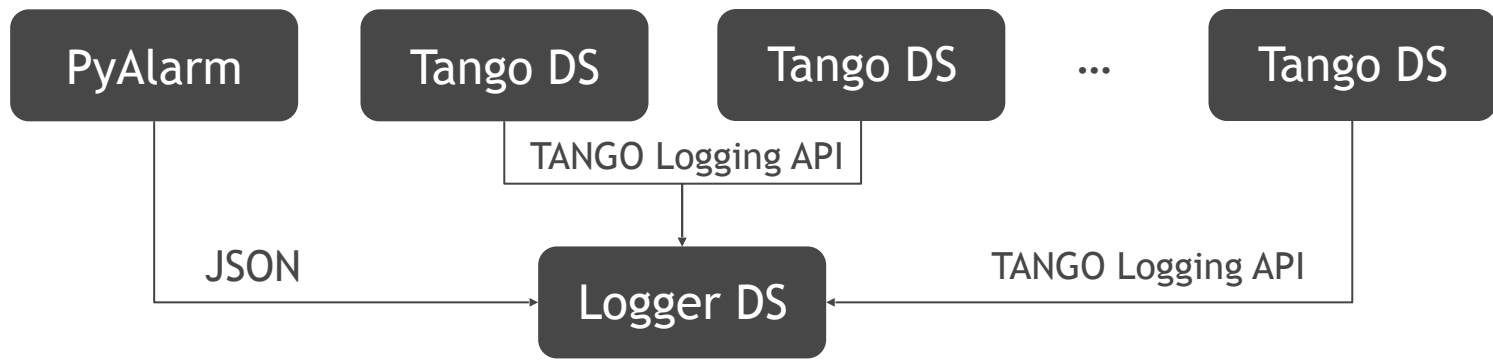 PyAlarm
Tango DS
Tango DS
...
Tango DS
TANGO Logging API
JSON
TANGO Logging API
Logger DS